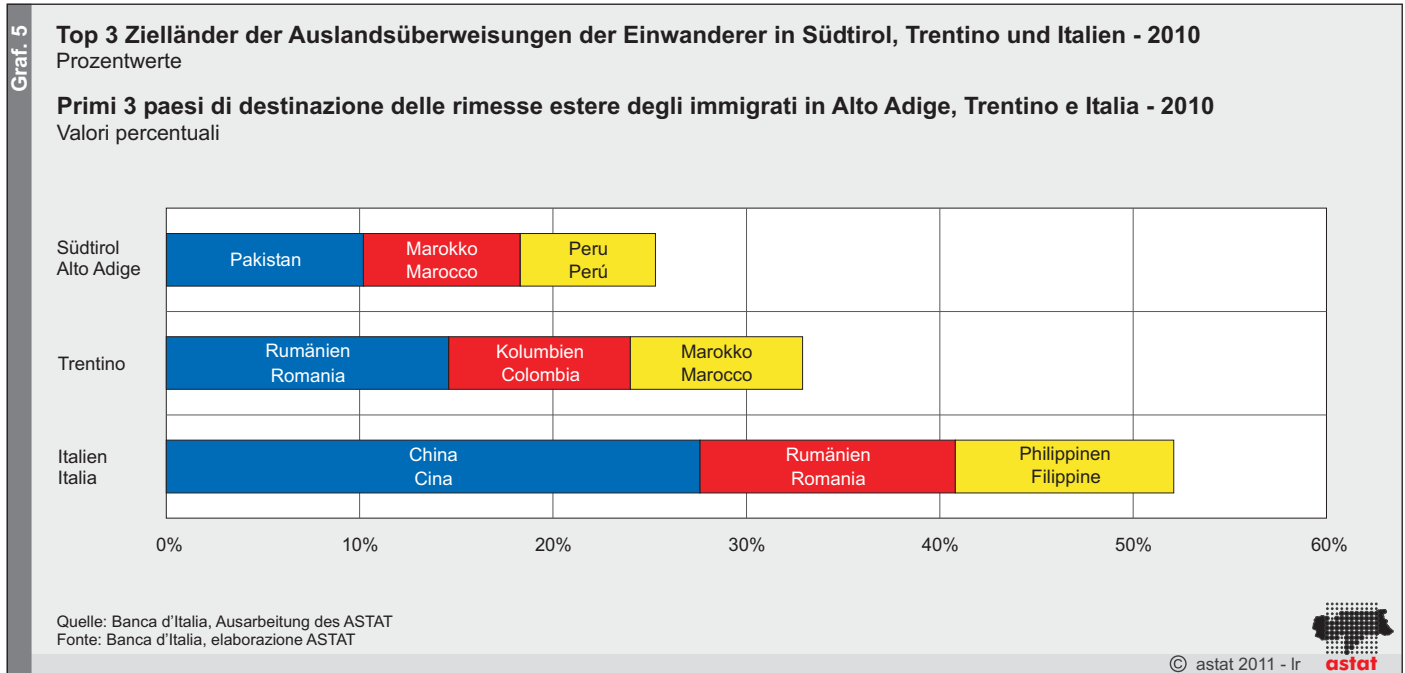 Graf. 5
Top 3 Zielländer der Auslandsüberweisungen der Einwanderer in Südtirol, Trentino und Italien - 2010
Prozentwerte
Primi 3 paesi di destinazione delle rimesse estere degli immigrati in Alto Adige, Trentino e Italia - 2010
Valori percentuali
Südtirol
Alto Adige
Pakistan
Marokko
Marocco
Peru
Perú
Trentino
Rumänien
Romania
Kolumbien
Colombia
Marokko
Marocco
Italien
Italia
China
Cina
Rumänien
Romania
Philippinen
Filippine
0% 10% 20% 30% 40% 50% 60%
Quelle: Banca d'Italia, Ausarbeitung des ASTAT
Fonte: Banca d'Italia, elaborazione ASTAT
© astat 2011 - lr
astat